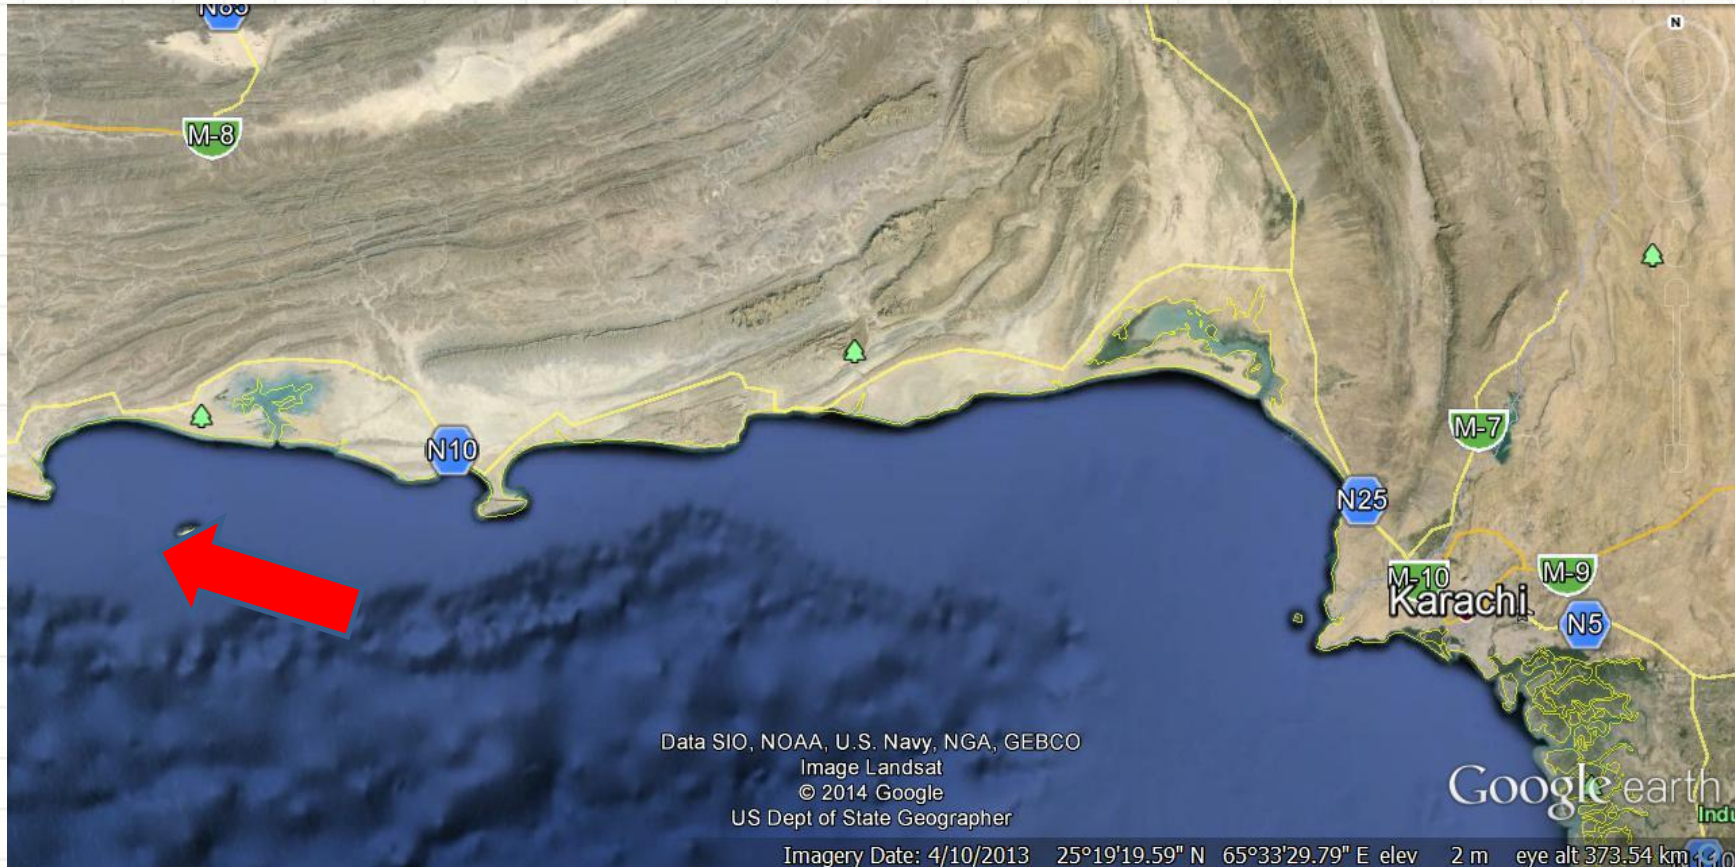 N85
N
M-8
M-7
N10
N25
M-10
M-9
Karachi
N5
Data SIO, NOAA, U.S. Navy, NGA, GEBCO
Image Landsat
© 2014 Google
US Dept of State Geographer
Google earth
Indu
Imagery Date: 4/10/2013 25°19'19.59" N 65°33'29.79" E elev 2 m eye alt 373.54 km